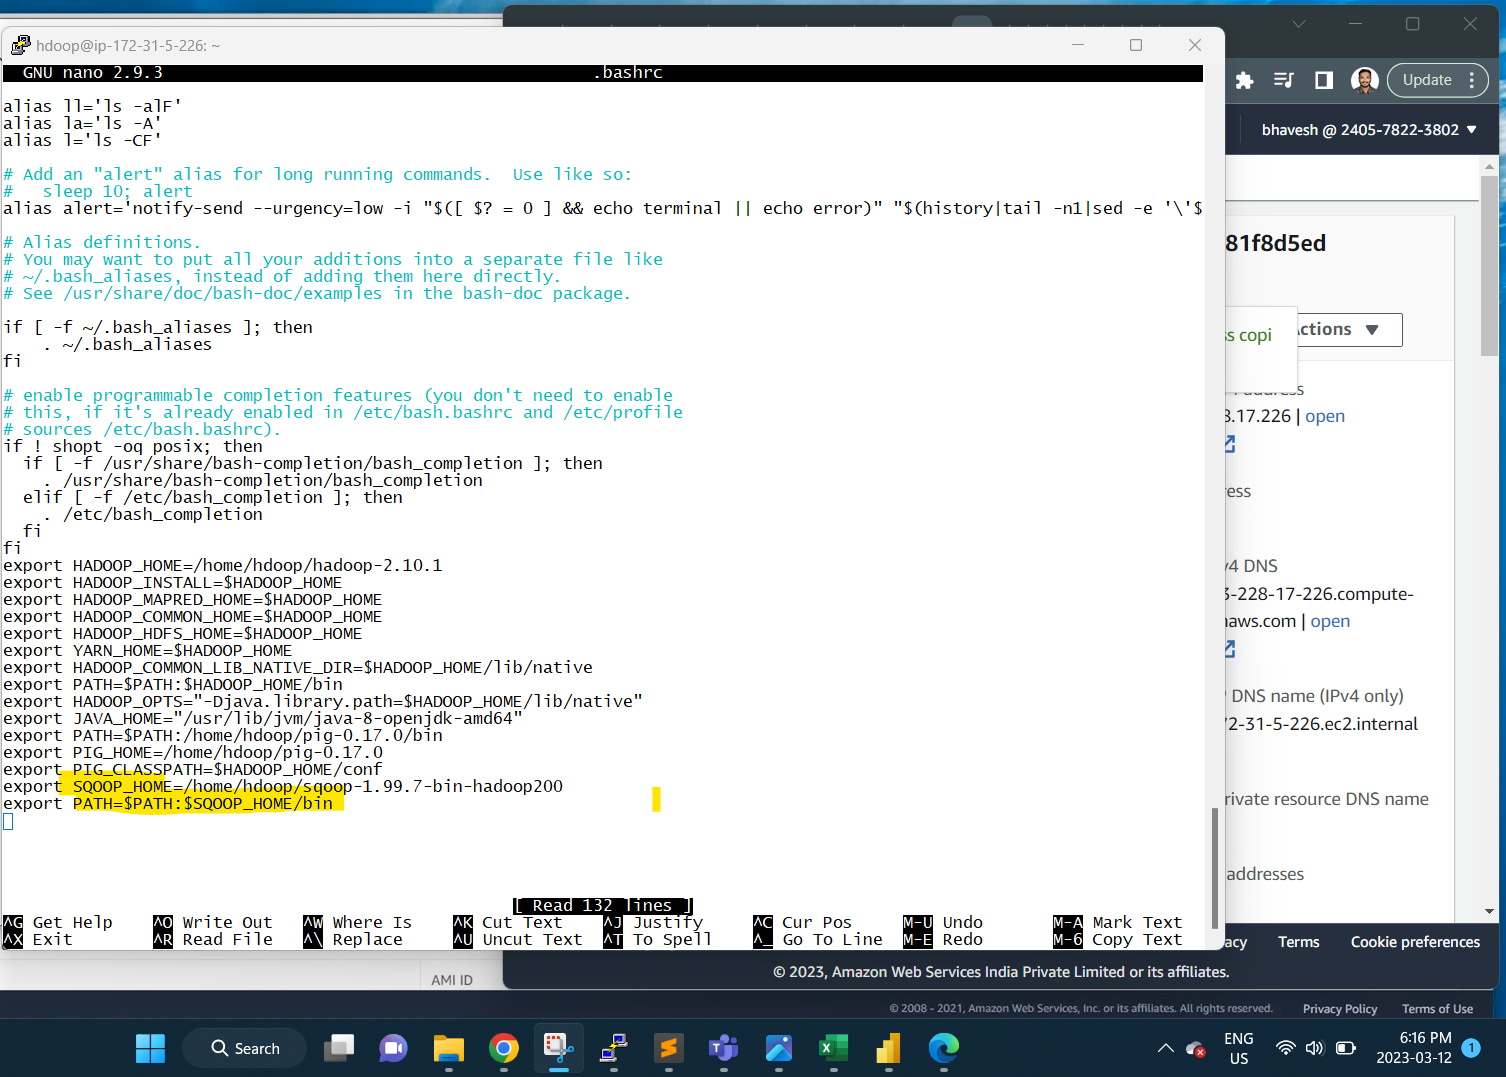 hdoop@ip-172-31-5-226: ~
GNU nano 2.9.3 .bashrc
alias ll='ls -alF'
alias la='ls -A'
alias l='ls -CF'
# Add an "alert" alias for long running commands.  Use like so:
#   sleep 10; alert
alias alert='notify-send --urgency=low -i "$([ $? = 0 ] && echo terminal || echo error)" "$(history|tail -n1|sed -e '\'$
# Alias definitions.
# You may want to put all your additions into a separate file like
# ~/.bash_aliases, instead of adding them here directly.
# See /usr/share/doc/bash-doc/examples in the bash-doc package.
if [ -f ~/.bash_aliases ]; then
    . ~/.bash_aliases
fi
# enable programmable completion features (you don't need to enable
# this, if it's already enabled in /etc/bash.bashrc and /etc/profile
# sources /etc/bash.bashrc).
if ! shopt -oq posix; then
  if [ -f /usr/share/bash-completion/bash_completion ]; then
    . /usr/share/bash-completion/bash_completion
  elif [ -f /etc/bash_completion ]; then
    . /etc/bash_completion
  fi
fi
export HADOOP_HOME=/home/hdoop/hadoop-2.10.1
export HADOOP_INSTALL=$HADOOP_HOME
export HADOOP_MAPRED_HOME=$HADOOP_HOME
export HADOOP_COMMON_HOME=$HADOOP_HOME
export HADOOP_HDFS_HOME=$HADOOP_HOME
export YARN_HOME=$HADOOP_HOME
export HADOOP_COMMON_LIB_NATIVE_DIR=$HADOOP_HOME/lib/native
export PATH=$PATH:$HADOOP_HOME/bin
export HADOOP_OPTS="-Djava.library.path=$HADOOP_HOME/lib/native"
export JAVA_HOME="/usr/lib/jvm/java-8-openjdk-amd64"
export PATH=$PATH:/home/hdoop/pig-0.17.0/bin
export PIG_HOME=/home/hdoop/pig-0.17.0
export PIG_CLASSPATH=$HADOOP_HOME/conf
export SQOOP_HOME=/home/hdoop/sqoop-1.99.7-bin-hadoop200
export PATH=$PATH:$SQOOP_HOME/bin
[ Read 132 lines ]
^G Get Help ^O Write Out ^W Where Is ^K Cut Text ^J Justify ^C Cur Pos M-U Undo M-A Mark Text
^X Exit ^R Read File ^\ Replace ^U Uncut Text ^T To Spell ^_ Go To Line M-E Redo M-6 Copy Text
Update
bhavesh @ 2405-7822-3802
81f8d5ed
s copi
ctions
address
3.17.226 | open
ess
v4 DNS
3-228-17-226.compute-
naws.com | open
DNS name (IPv4 only)
72-31-5-226.ec2.internal
rivate resource DNS name
addresses
acy Terms Cookie preferences
© 2023, Amazon Web Services India Private Limited or its affiliates.
AMI ID
© 2008 - 2021, Amazon Web Services, Inc. or its affiliates. All rights reserved. Privacy Policy Terms of Use
Search
ENG
US
6:16 PM
2023-03-12
1